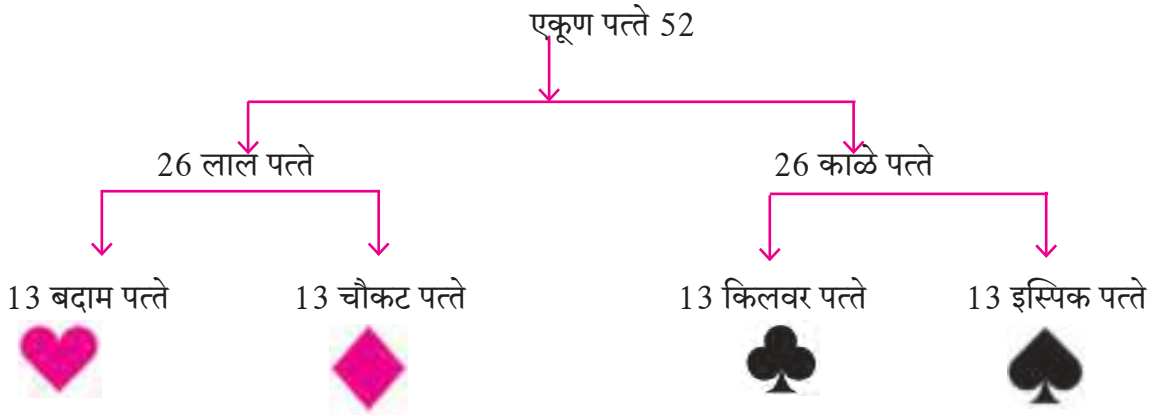 एकूण पत्ते 52
26 लाल पत्ते 26 काळे पत्ते
13 बदाम पत्ते 13 चौकट पत्ते 13 किलवर पत्ते 13 इस्पिक पत्ते